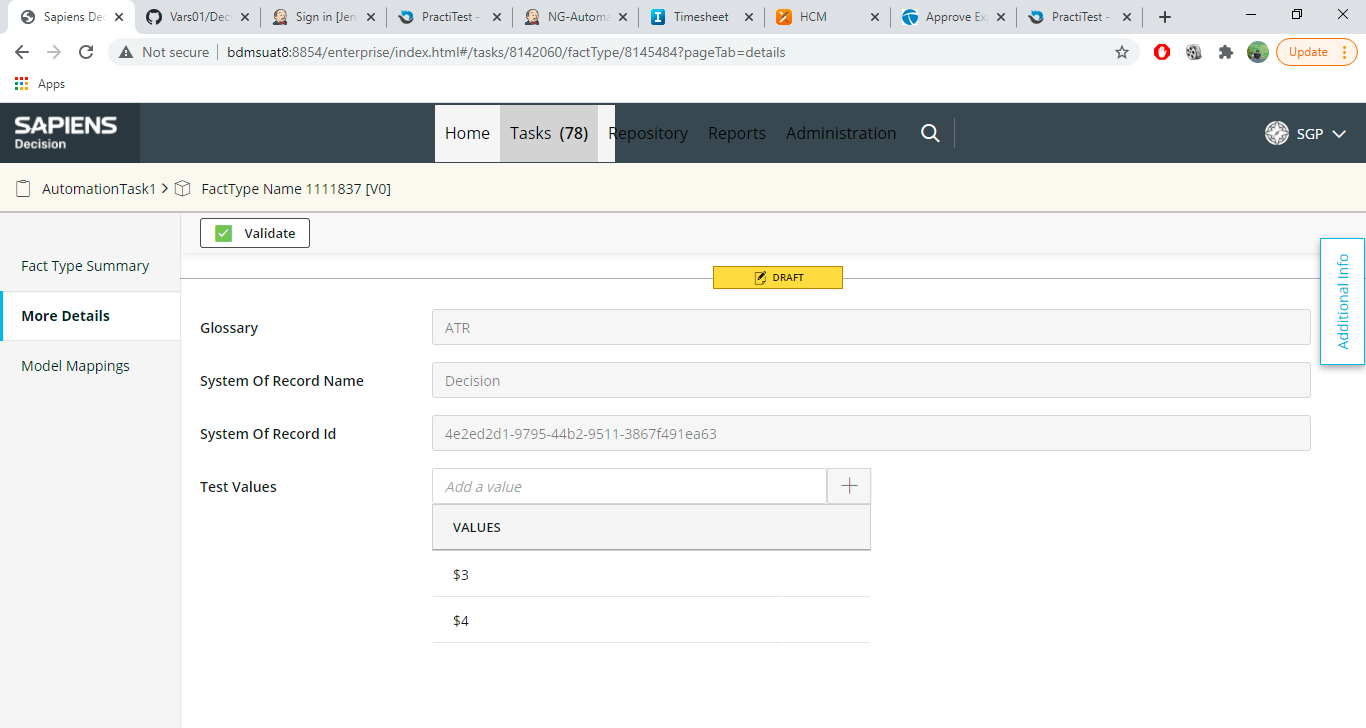 Sapiens Dec
Vars01/Dec
Sign in [Jen
PractiTest -
NG-Automa
Timesheet
HCM
Approve Ex
PractiTest -
Not secure
bdmsuat8:8854/enterprise/index.html#/tasks/8142060/factType/8145484?pageTab=details
Update
Apps
SAPIENS
Decision
Home
Tasks (78)
Repository
Reports
Administration
SGP
AutomationTask1
FactType Name 1111837 [V0]
Validate
Fact Type Summary
More Details
Model Mappings
DRAFT
Additional Info
Glossary
ATR
System Of Record Name
Decision
System Of Record Id
4e2ed2d1-9795-44b2-9511-3867f491ea63
Test Values
Add a value
VALUES
$3
$4